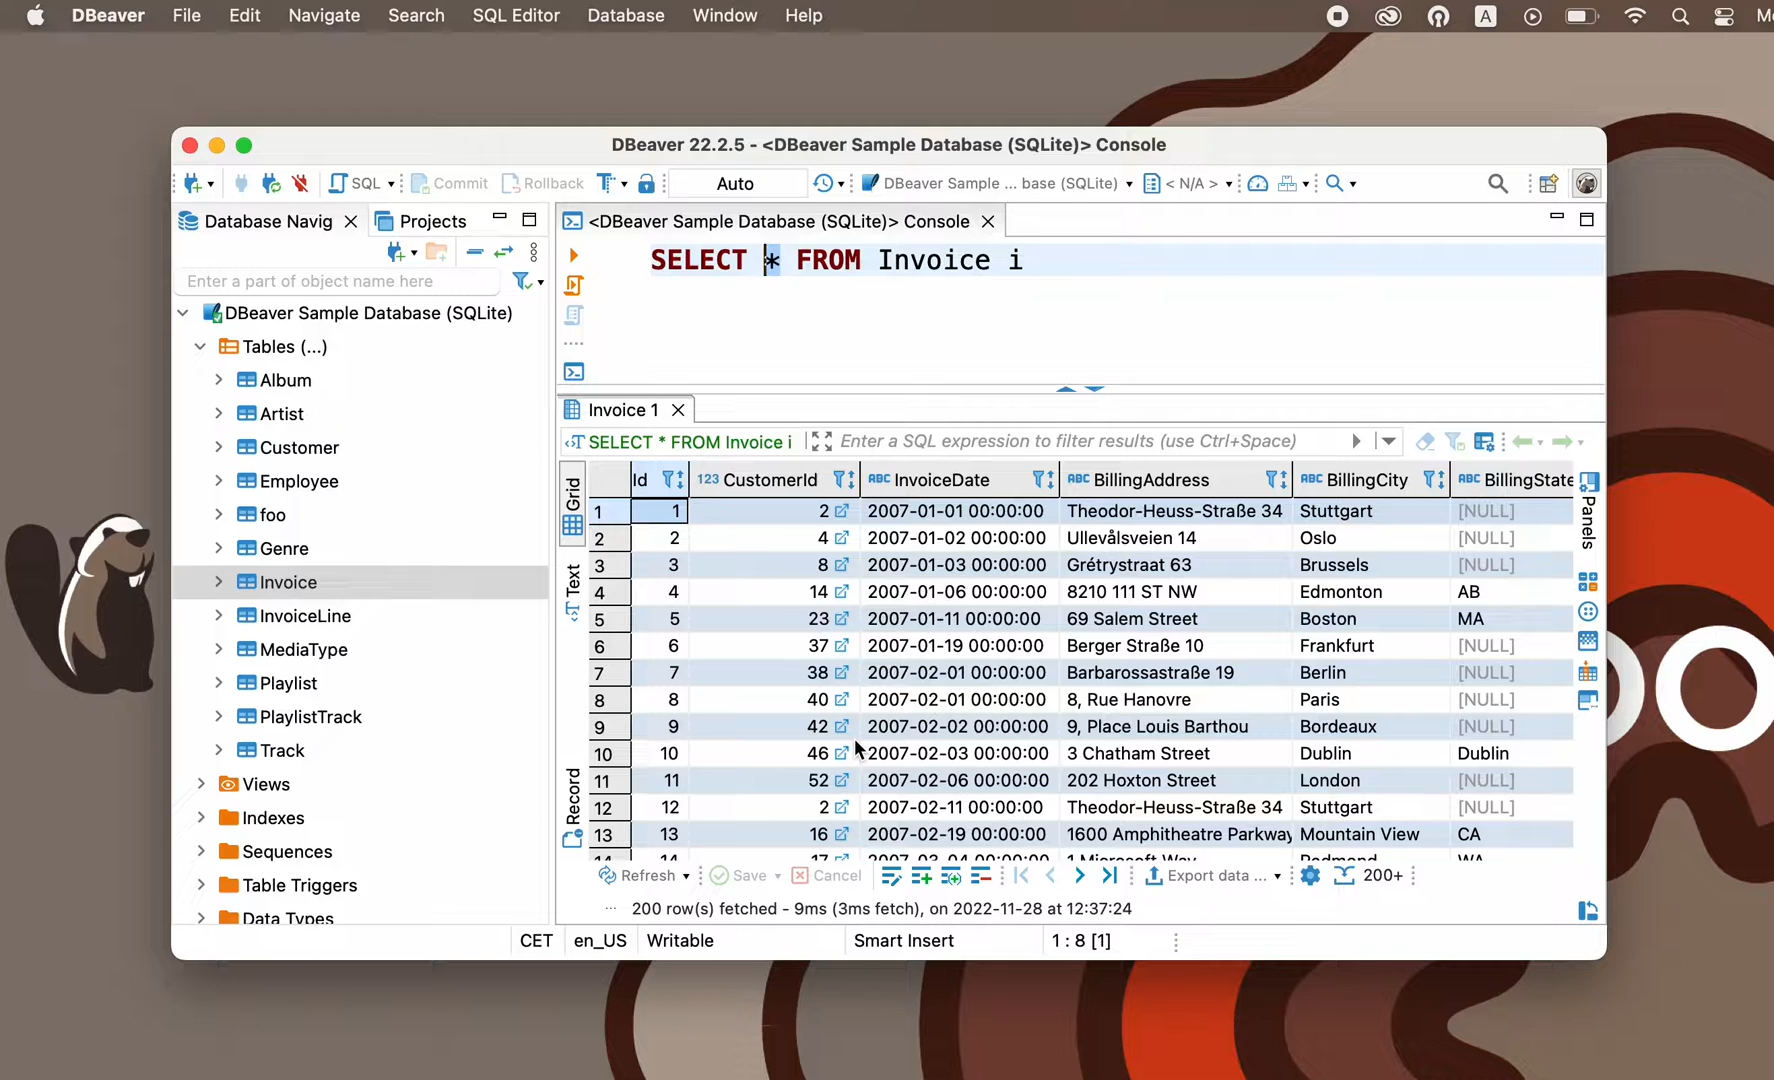 DBeaver File Edit Navigate Search SQL Editor Database Window Help A
DBeaver 22.2.5 - <DBeaver Sample Database (SQLite)> Console
SQL Commit Rollback Auto DBeaver Sample ... base (SQLite) < N/A >
Database Navig Projects
<DBeaver Sample Database (SQLite)> Console
Enter a part of object name here
DBeaver Sample Database (SQLite)
Tables (...)
Album
Artist
Customer
Employee
foo
Genre
Invoice
InvoiceLine
MediaType
Playlist
PlaylistTrack
Track
Views
Indexes
Sequences
Table Triggers
Data Types
SELECT * FROM Invoice i
Invoice 1
SELECT * FROM Invoice i Enter a SQL expression to filter results (use Ctrl+Space)
Grid
Text
Record
Panels
Id 123 CustomerId ABC InvoiceDate ABC BillingAddress ABC BillingCity ABC BillingState
1 1 2 2007-01-01 00:00:00 Theodor-Heuss-Straße 34 Stuttgart [NULL]
2 2 4 2007-01-02 00:00:00 Ullevålsveien 14 Oslo [NULL]
3 3 8 2007-01-03 00:00:00 Grétrystraat 63 Brussels [NULL]
4 4 14 2007-01-06 00:00:00 8210 111 ST NW Edmonton AB
5 5 23 2007-01-11 00:00:00 69 Salem Street Boston MA
6 6 37 2007-01-19 00:00:00 Berger Straße 10 Frankfurt [NULL]
7 7 38 2007-02-01 00:00:00 Barbarossastraße 19 Berlin [NULL]
8 8 40 2007-02-01 00:00:00 8, Rue Hanovre Paris [NULL]
9 9 42 2007-02-02 00:00:00 9, Place Louis Barthou Bordeaux [NULL]
10 10 46 2007-02-03 00:00:00 3 Chatham Street Dublin Dublin
11 11 52 2007-02-06 00:00:00 202 Hoxton Street London [NULL]
12 12 2 2007-02-11 00:00:00 Theodor-Heuss-Straße 34 Stuttgart [NULL]
13 13 16 2007-02-19 00:00:00 1600 Amphitheatre Parkway Mountain View CA
14 14 17 2007-03-04 00:00:00 1 Microsoft Way Redmond WA
Refresh Save Cancel Export data ... 200+
200 row(s) fetched - 9ms (3ms fetch), on 2022-11-28 at 12:37:24
CET en_US Writable Smart Insert 1 : 8 [1]